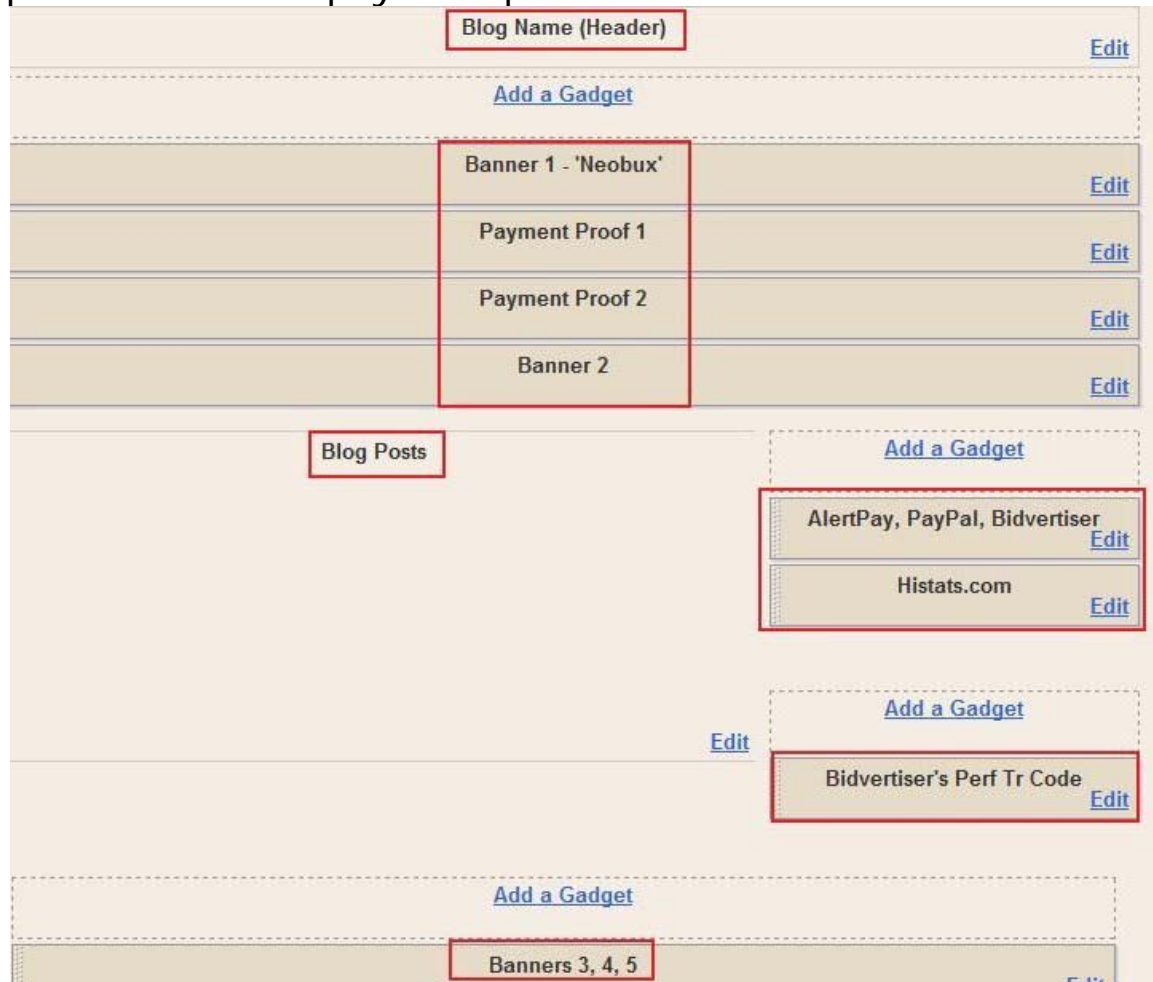 Blog Name (Header)
Edit
Add a Gadget
Banner 1 - 'Neobux'
Edit
Payment Proof 1
Edit
Payment Proof 2
Edit
Banner 2
Edit
Blog Posts
Edit
Add a Gadget
AlertPay, PayPal, Bidvertiser
Edit
Histats.com
Edit
Add a Gadget
Bidvertiser's Perf Tr Code
Edit
Add a Gadget
Banners 3, 4, 5
Edit